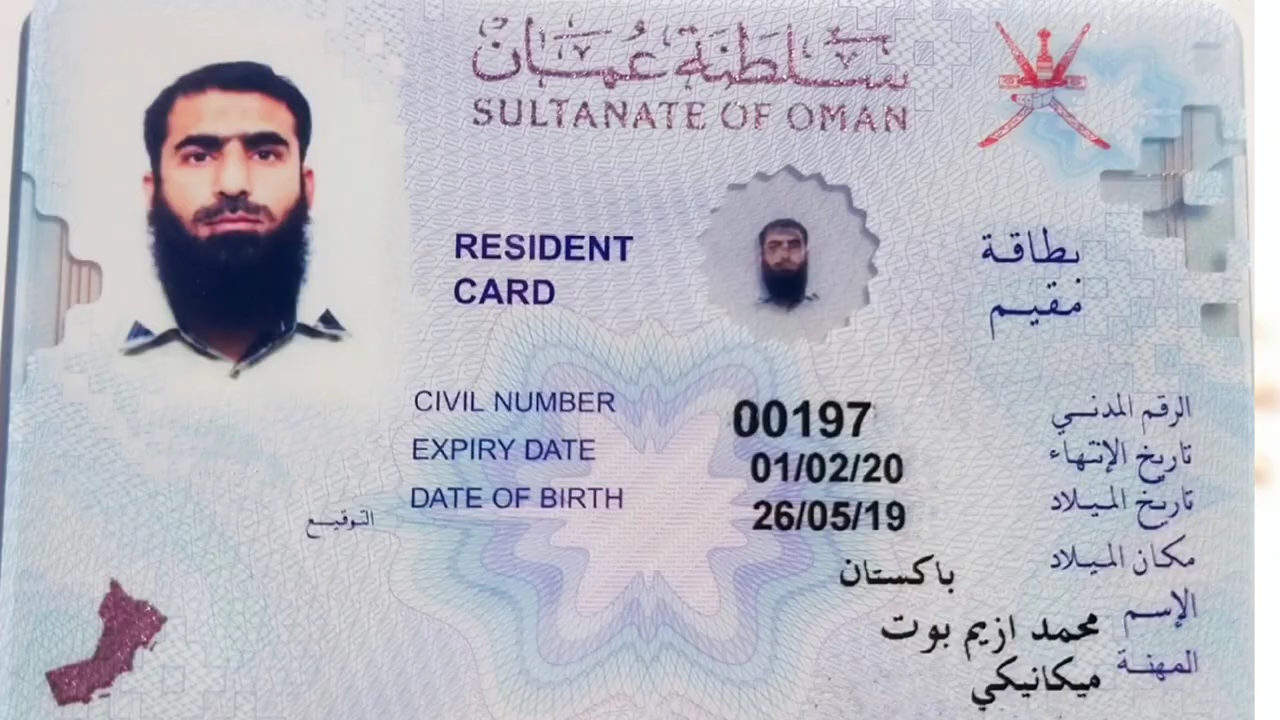 سلطنة عمان
SULTANATE OF OMAN
RESIDENT CARD
بطاقة مقيم
CIVIL NUMBER 00197 الرقم المدني
EXPIRY DATE 01/02/20 تاريخ الإنتهاء
DATE OF BIRTH 26/05/19 تاريخ الميلاد
التوقيع
باكستان مكان الميلاد
الإسم محمد ازيم بوت
المهنة ميكانيكي